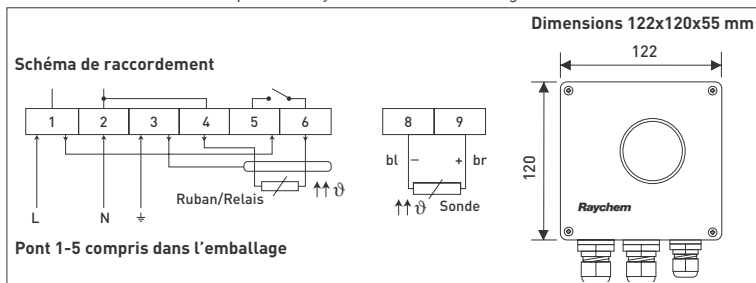 Dimensions 122x120x55 mm
Schéma de raccordement
1 2 3 4 5 6
L N
Ruban/Relais
ϑ
Pont 1-5 compris dans l'emballage
8 9
bl – + br
ϑ Sonde
122
120
Raychem